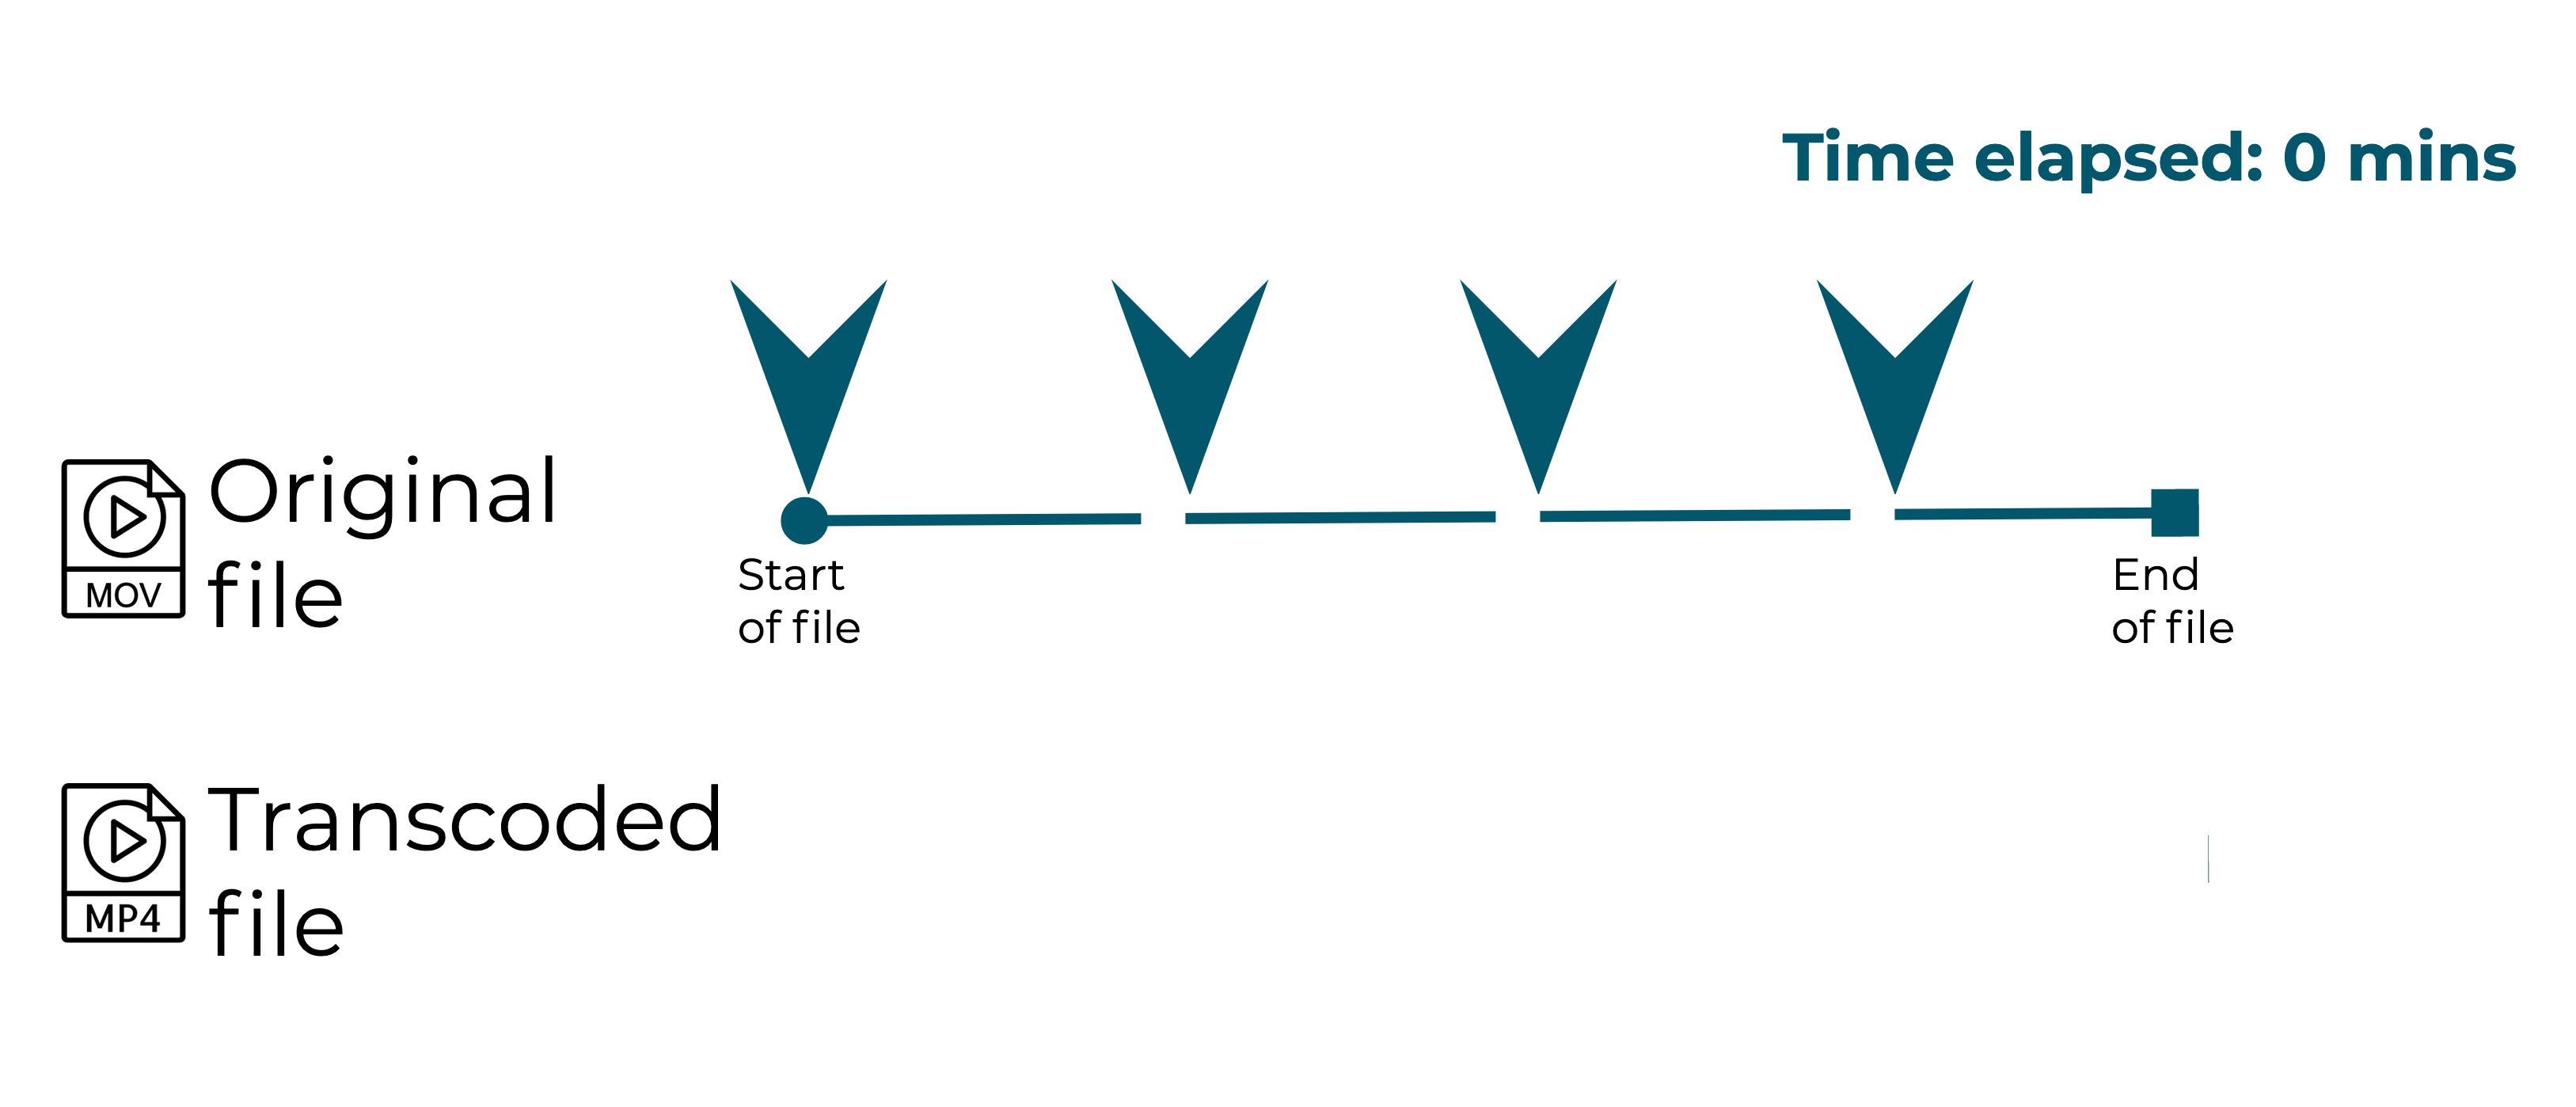 Time elapsed: 0 mins
Original
file
MOV
Start
of file
End
of file
Transcoded
file
MP4